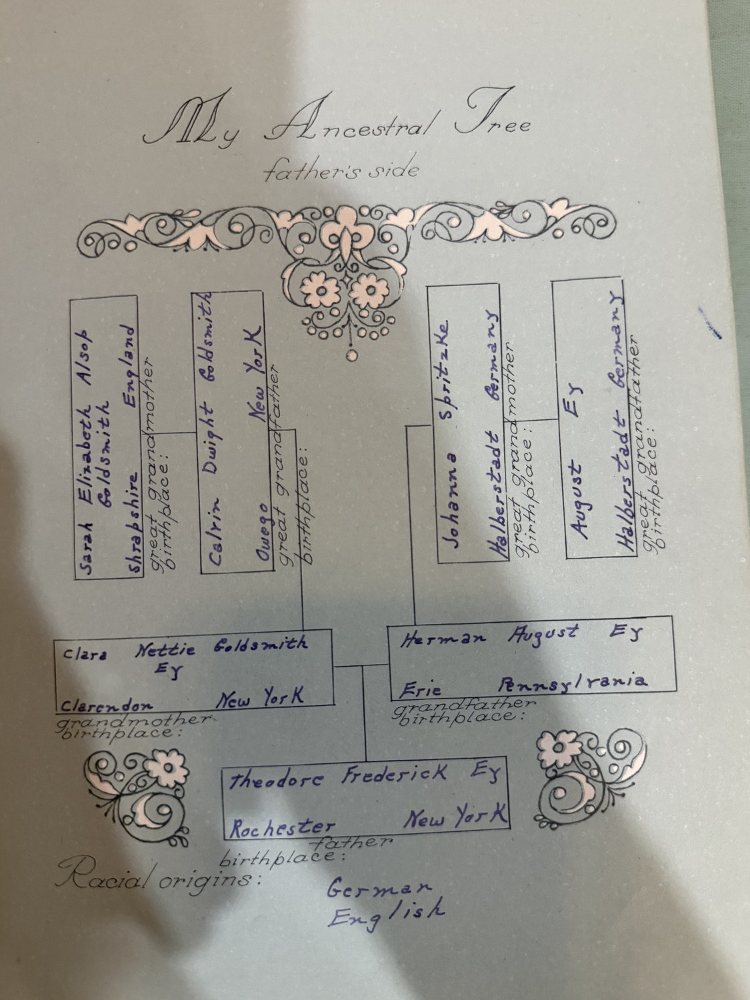 My Ancestral Tree
father's side
Sarah Elizabeth Alsop
Goldsmith
Shrapshire England
great grandmother
birthplace:
Calvin Dwight Goldsmith
Owego New York
great grandfather
birthplace:
Johanna Spritzke
Halberstadt Germany
great grandmother
birthplace:
August Ey
Halberstadt Germany
great grandfather
birthplace:
Clara Nettie Goldsmith
Ey
Clarendon New York
grandmother
birthplace:
Herman August Ey
Erie Pennsylvania
grandfather
birthplace:
Theodore Frederick Ey
Rochester New York
father
birthplace:
Racial origins:
German
English